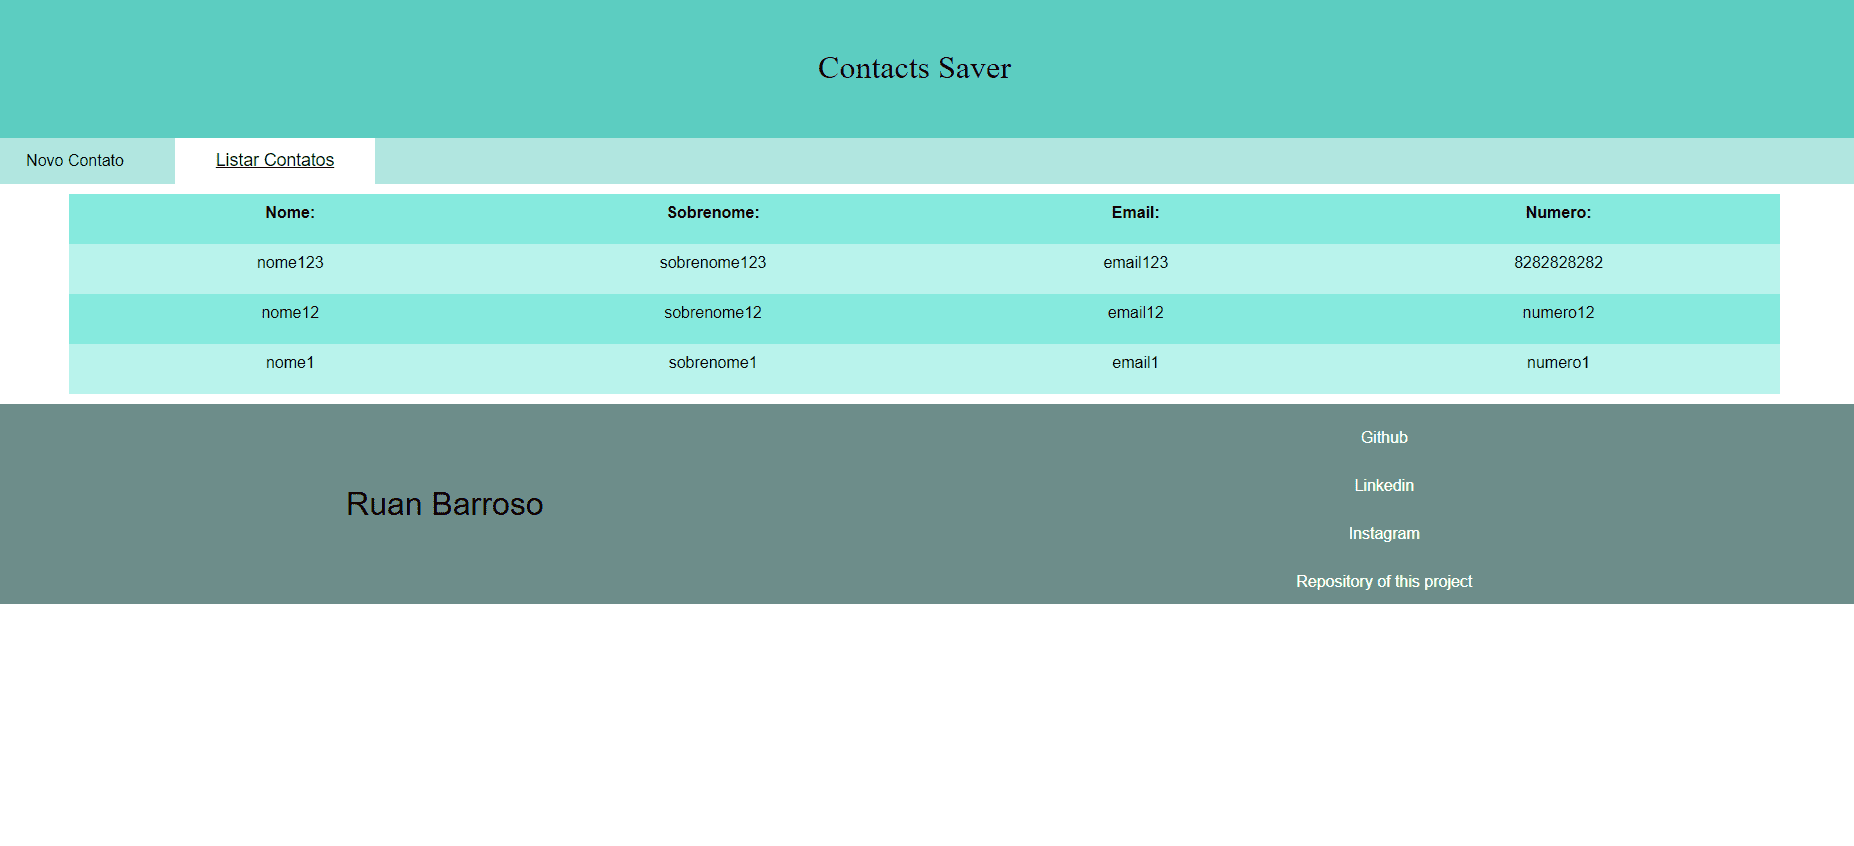 Contacts Saver
Novo Contato Listar Contatos
Nome: Sobrenome: Email: Numero:
nome123 sobrenome123 email123 8282828282
nome12 sobrenome12 email12 numero12
nome1 sobrenome1 email1 numero1
Github
Linkedin
Ruan Barroso
Instagram
Repository of this project